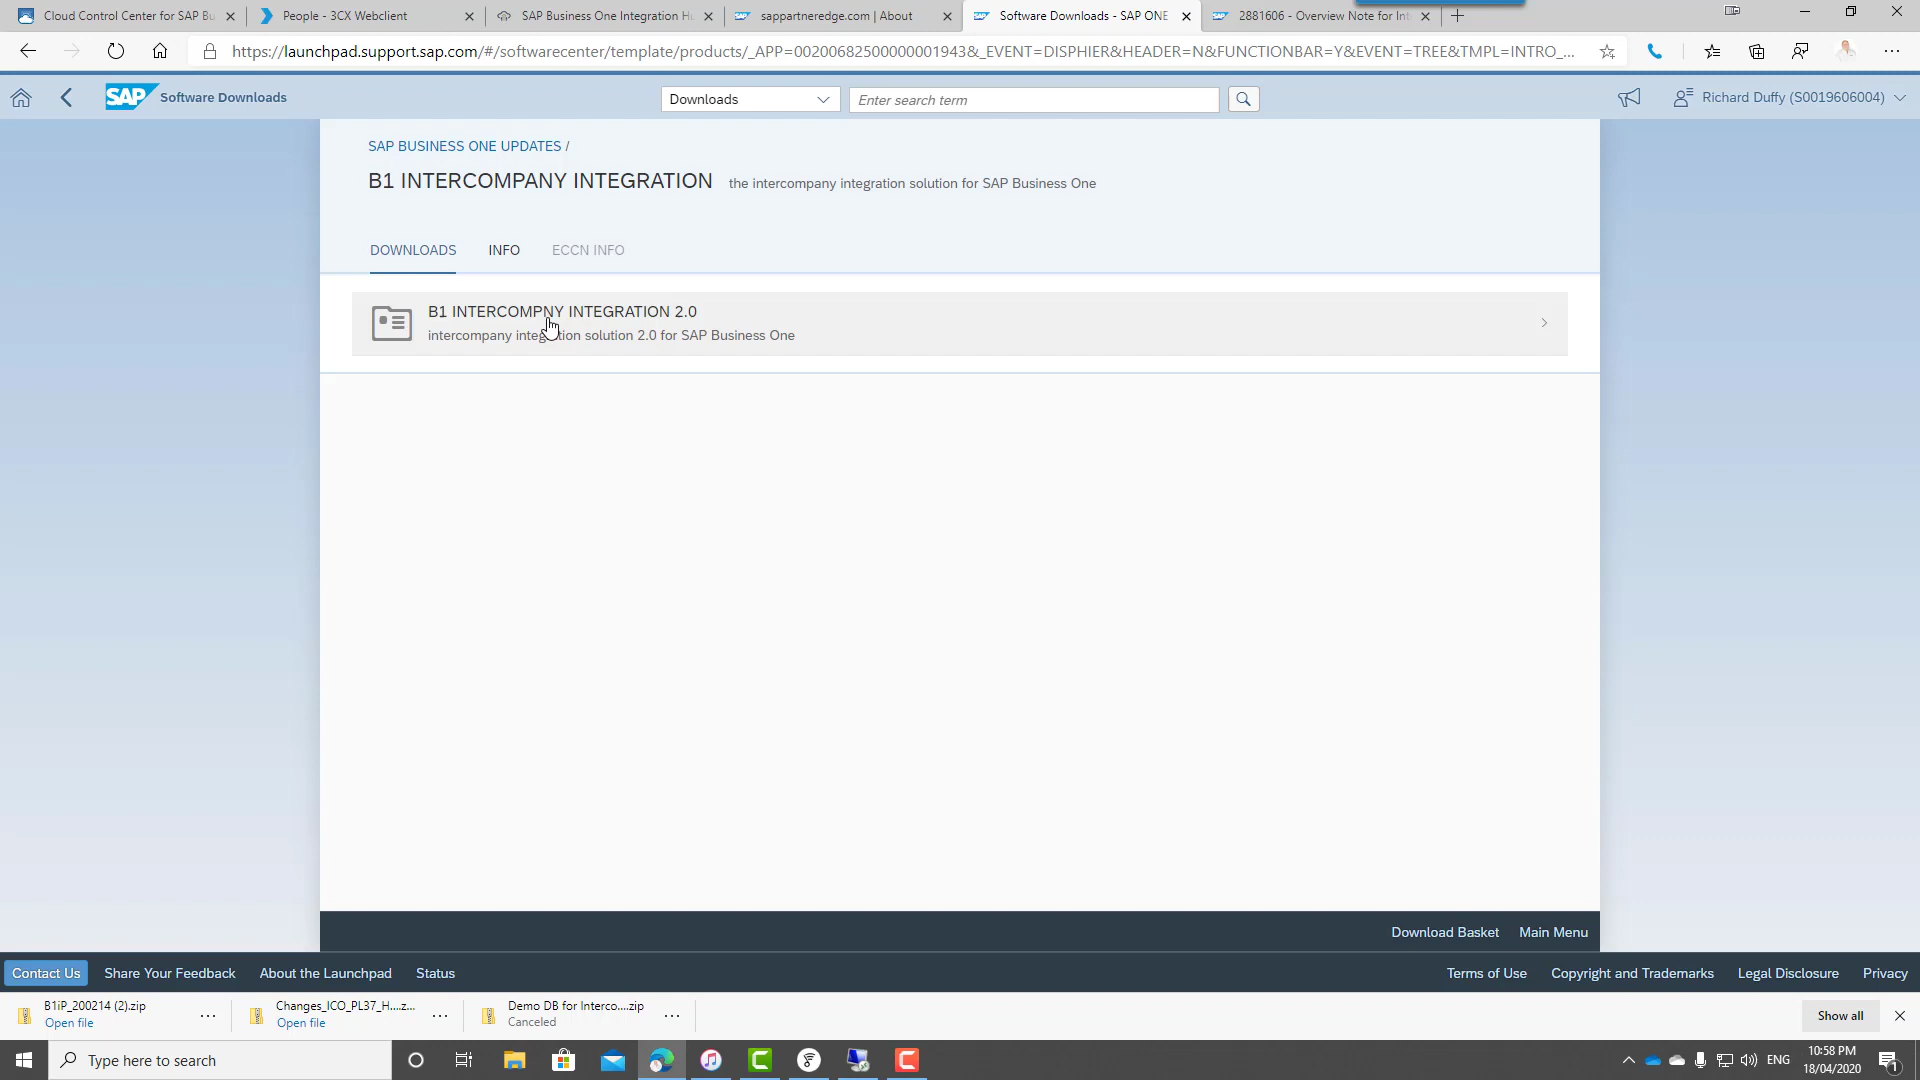 Cloud Control Center for SAP Bu
People - 3CX Webclient
SAP Business One Integration Hu
sappartneredge.com | About
Software Downloads - SAP ONE
2881606 - Overview Note for Int
https://launchpad.support.sap.com/#/softwarecenter/template/products/_APP=00200682500000001943&_EVENT=DISPHIER&HEADER=N&FUNCTIONBAR=Y&EVENT=TREE&TMPL=INTRO_...
SAP Software Downloads
Downloads
Enter search term
Richard Duffy (S0019606004)
SAP BUSINESS ONE UPDATES /
B1 INTERCOMPANY INTEGRATION the intercompany integration solution for SAP Business One
DOWNLOADS INFO ECCN INFO
B1 INTERCOMPNY INTEGRATION 2.0
intercompany integration solution 2.0 for SAP Business One
Download Basket Main Menu
Contact Us Share Your Feedback About the Launchpad Status Terms of Use Copyright and Trademarks Legal Disclosure Privacy
B1iP_200214 (2).zip
Open file
Changes_ICO_PL37_H....z...
Open file
Demo DB for Interco....zip
Canceled
Show all
Type here to search
ENG
10:58 PM
18/04/2020
1